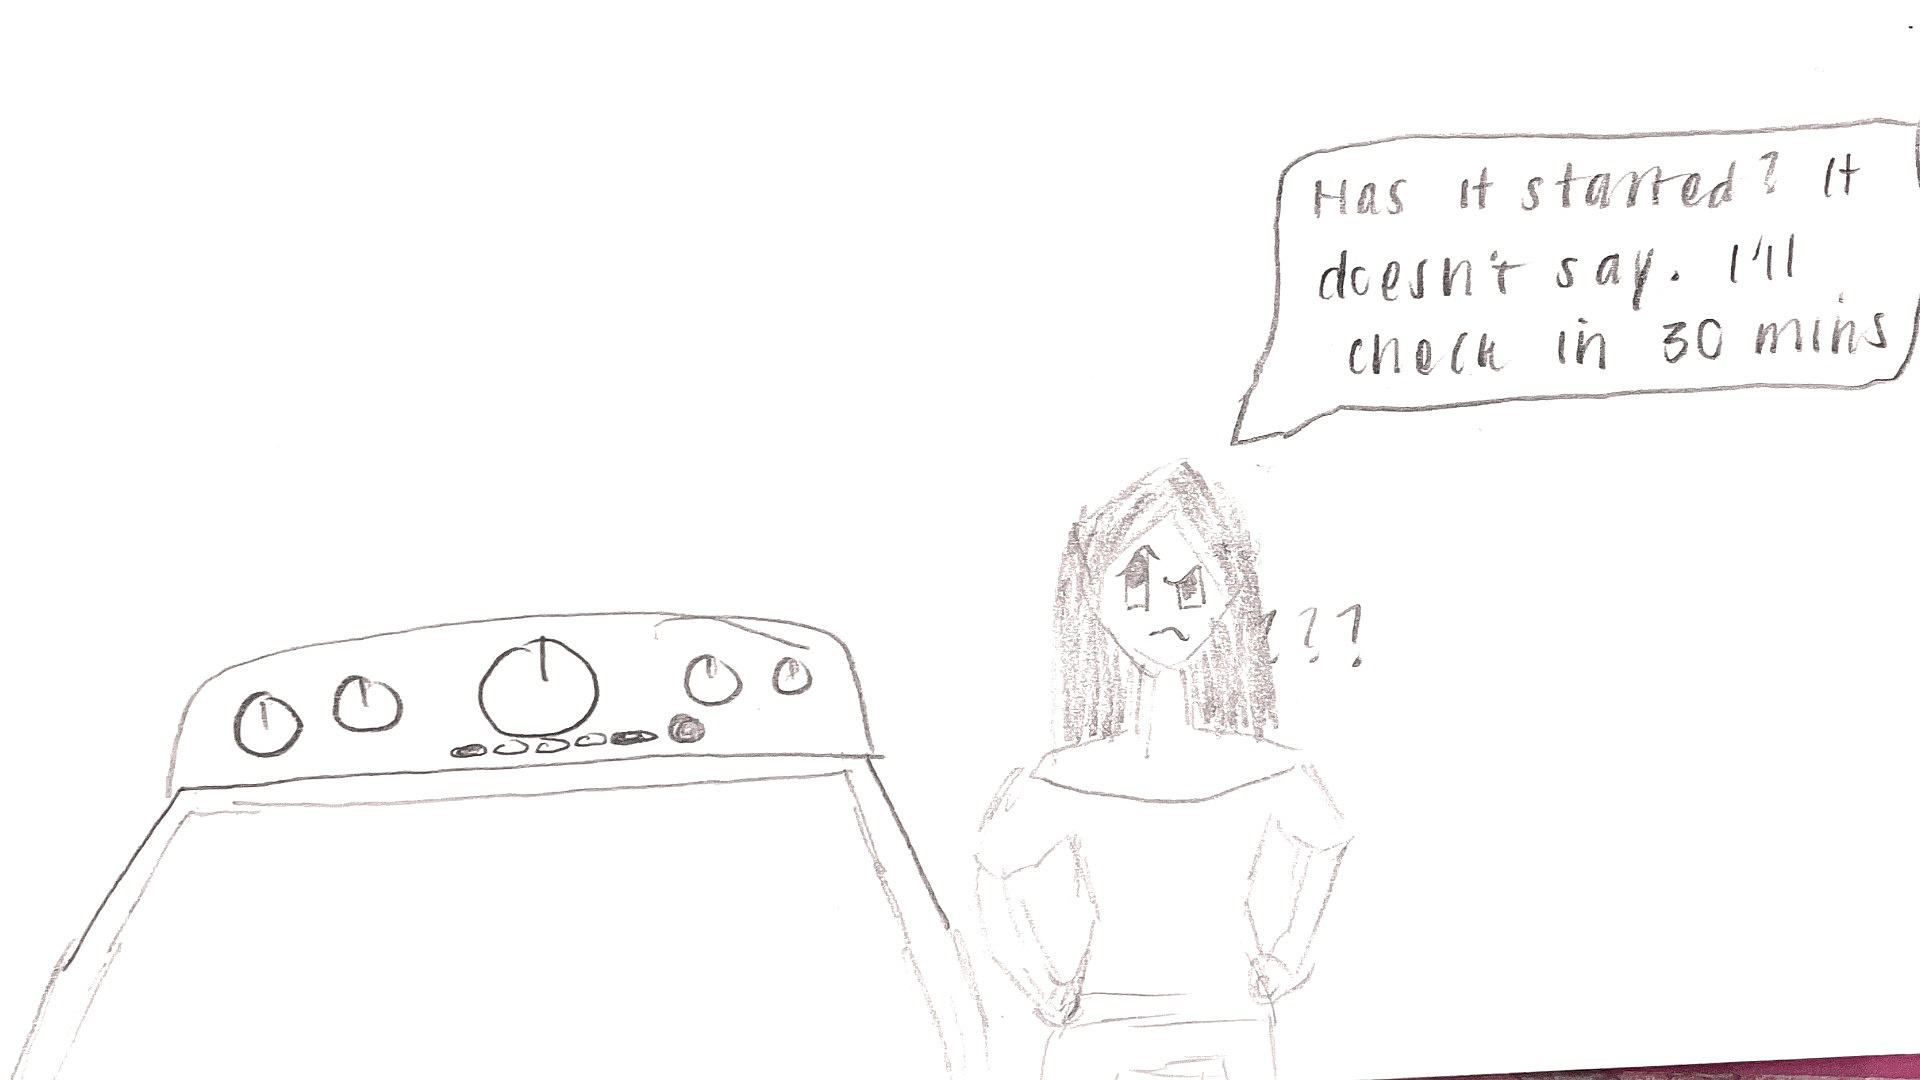 Has it started? It
doesn't say. I'll
check in 30 mins
???